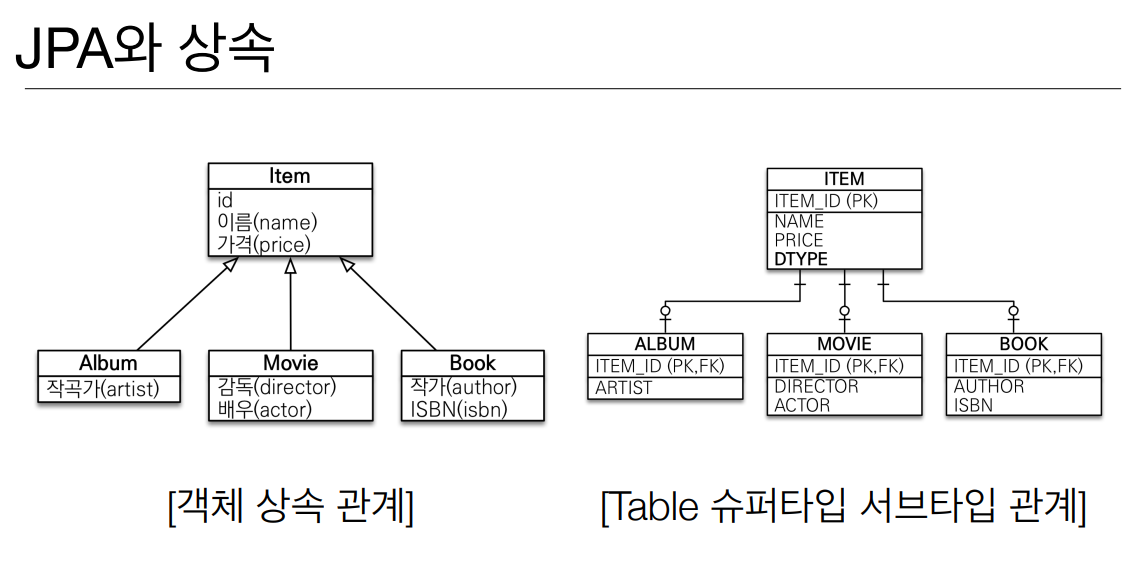 JPA와 상속
Item
id
이름(name)
가격(price)
Album
작곡가(artist)
Movie
감독(director)
배우(actor)
Book
작가(author)
ISBN(isbn)
[객체 상속 관계]
ITEM
ITEM_ID (PK)
NAME
PRICE
DTYPE
ALBUM
ITEM_ID (PK,FK)
ARTIST
MOVIE
ITEM_ID (PK,FK)
DIRECTOR
ACTOR
BOOK
ITEM_ID (PK,FK)
AUTHOR
ISBN
[Table 슈퍼타입 서브타입 관계]